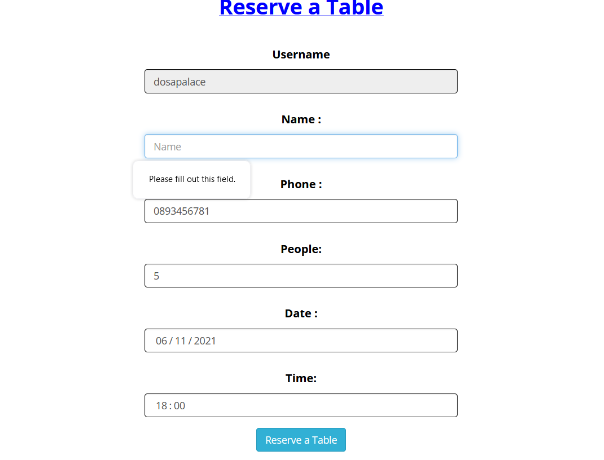 Reserve a Table
Username
dosapalace
Name :
Name
Please fill out this field.
Phone :
0893456781
People:
5
Date :
06 / 11 / 2021
Time:
18 : 00
Reserve a Table